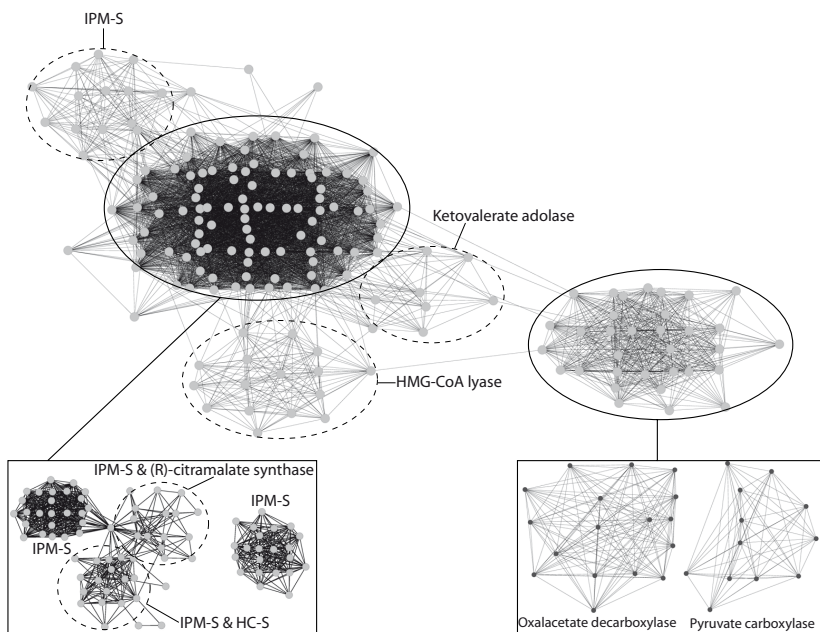 IPM-S
Ketovalerate adolase
HMG-CoA lyase
IPM-S & (R)-citramalate synthase
IPM-S
IPM-S
IPM-S & HC-S
Oxalacetate decarboxylase
Pyruvate carboxylase